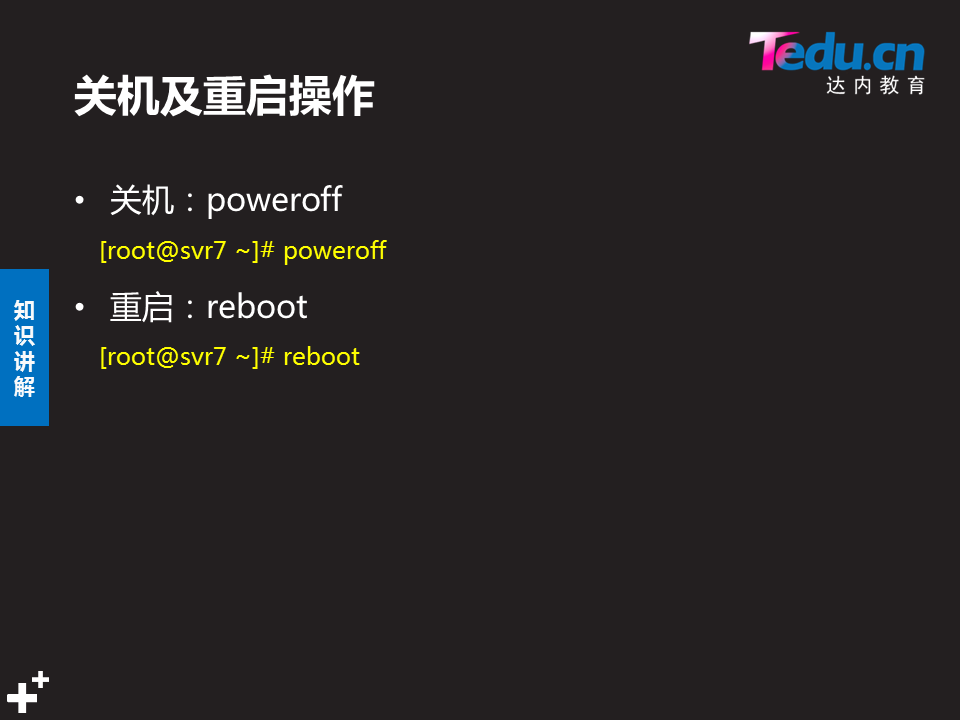 Tedu.cn
达内教育
关机及重启操作
• 关机：poweroff
[root@svr7 ~]# poweroff
• 重启：reboot
[root@svr7 ~]# reboot
知
识
讲
解